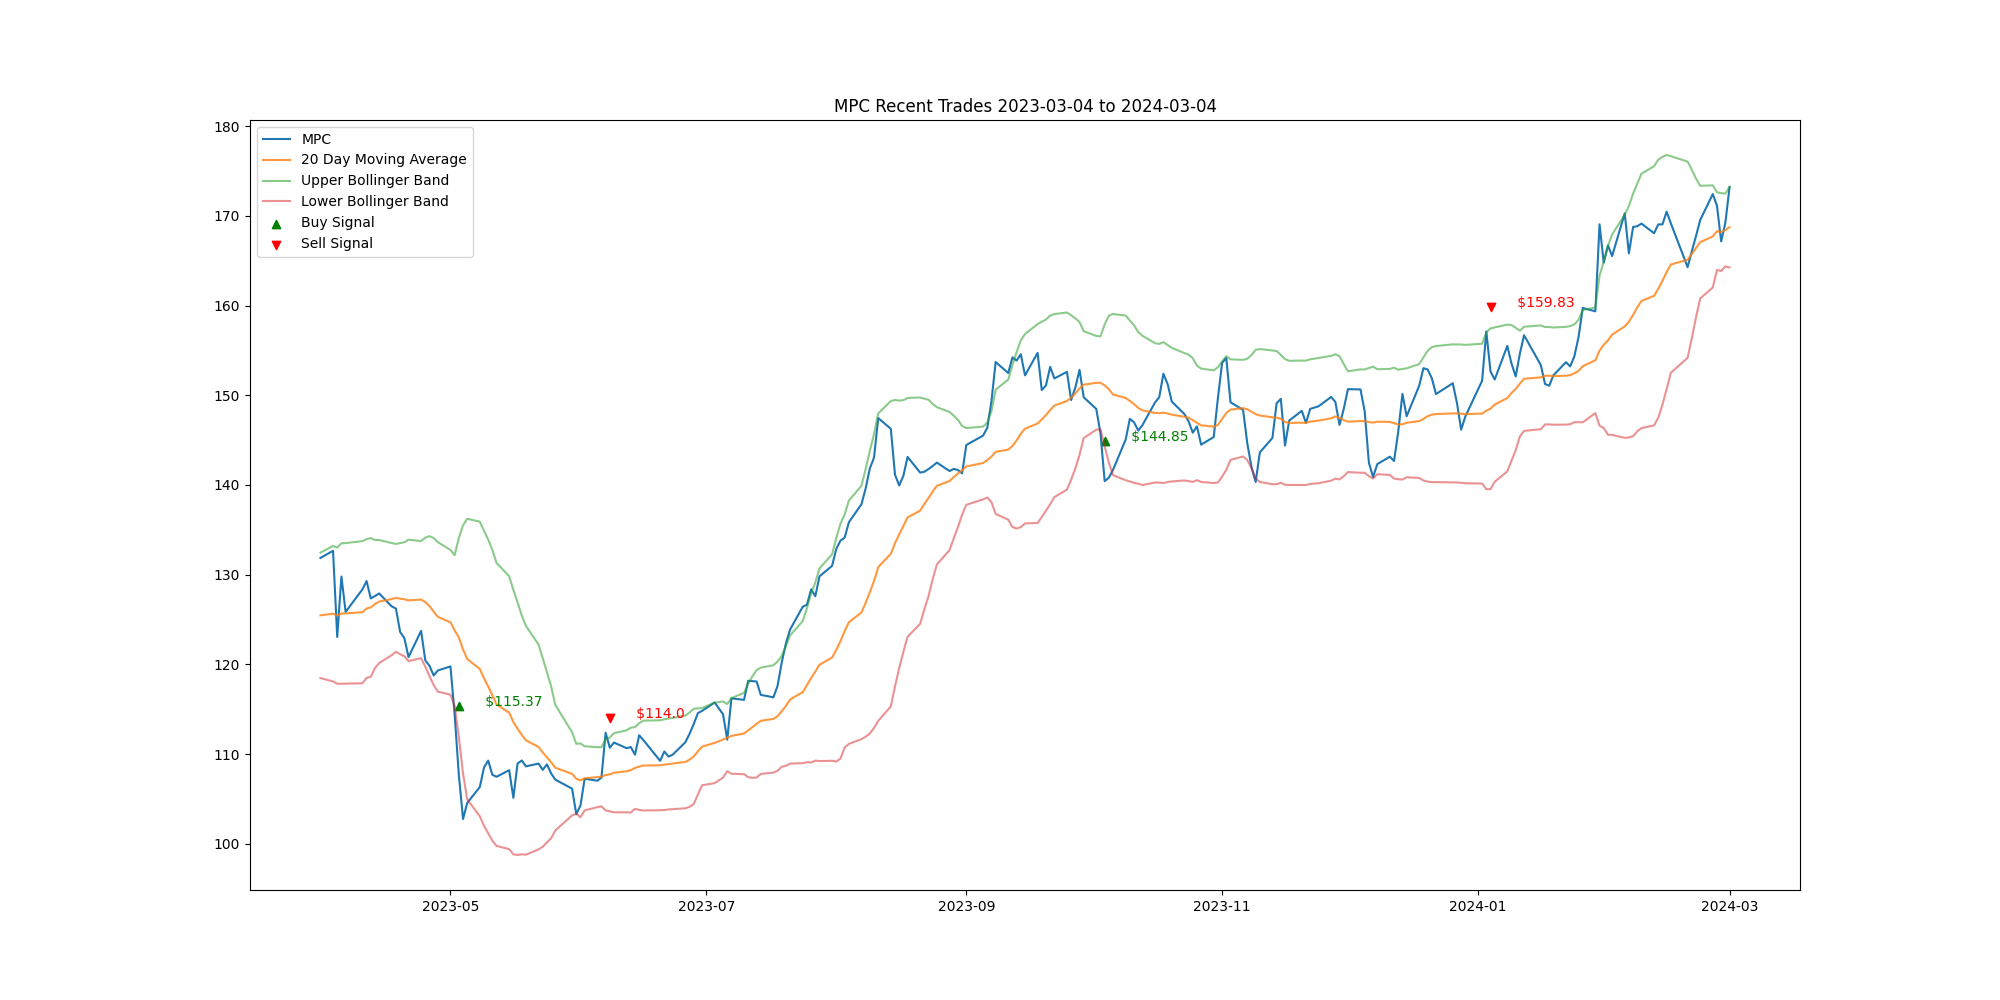 MPC Recent Trades 2023-03-04 to 2024-03-04
180
170
160
150
140
130
120
110
100
MPC
20 Day Moving Average
Upper Bollinger Band
Lower Bollinger Band
Buy Signal
Sell Signal
$115.37
$114.0
$144.85
$159.83
2023-05
2023-07
2023-09
2023-11
2024-01
2024-03